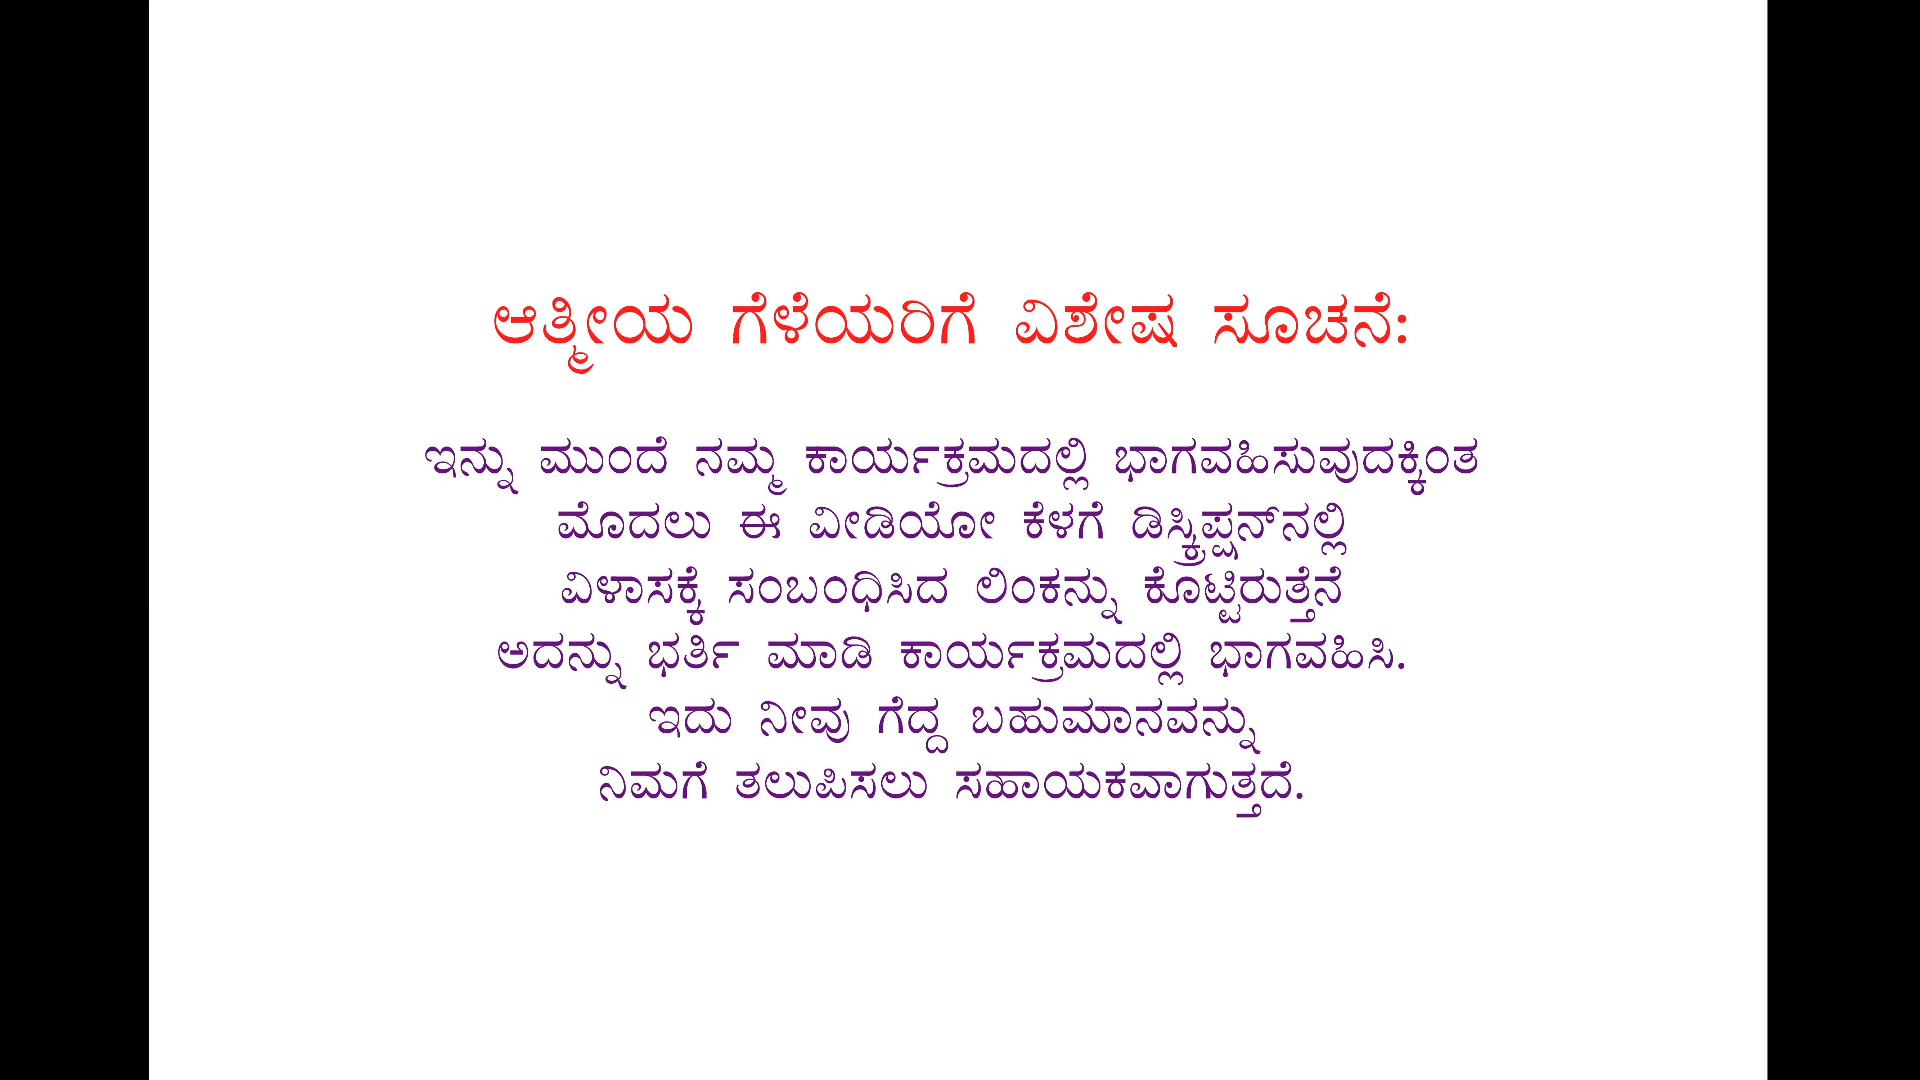 ಆತ್ಮೀಯ ಗೆಳೆಯರಿಗೆ ವಿಶೇಷ ಸೂಚನೆ:
ಇನ್ನು ಮುಂದೆ ನಮ್ಮ ಕಾರ್ಯಕ್ರಮದಲ್ಲಿ ಭಾಗವಹಿಸುವುದಕ್ಕಿಂತ
ಮೊದಲು ಈ ವೀಡಿಯೋ ಕೆಳಗೆ ಡಿಸ್ಕ್ರಿಪ್ಷನ್‌ನಲ್ಲಿ
ವಿಳಾಸಕ್ಕೆ ಸಂಬಂಧಿಸಿದ ಲಿಂಕನ್ನು ಕೊಟ್ಟಿರುತ್ತೆನೆ
ಅದನ್ನು ಭರ್ತಿ ಮಾಡಿ ಕಾರ್ಯಕ್ರಮದಲ್ಲಿ ಭಾಗವಹಿಸಿ.
ಇದು ನೀವು ಗೆದ್ದ ಬಹುಮಾನವನ್ನು
ನಿಮಗೆ ತಲುಪಿಸಲು ಸಹಾಯಕವಾಗುತ್ತದೆ.